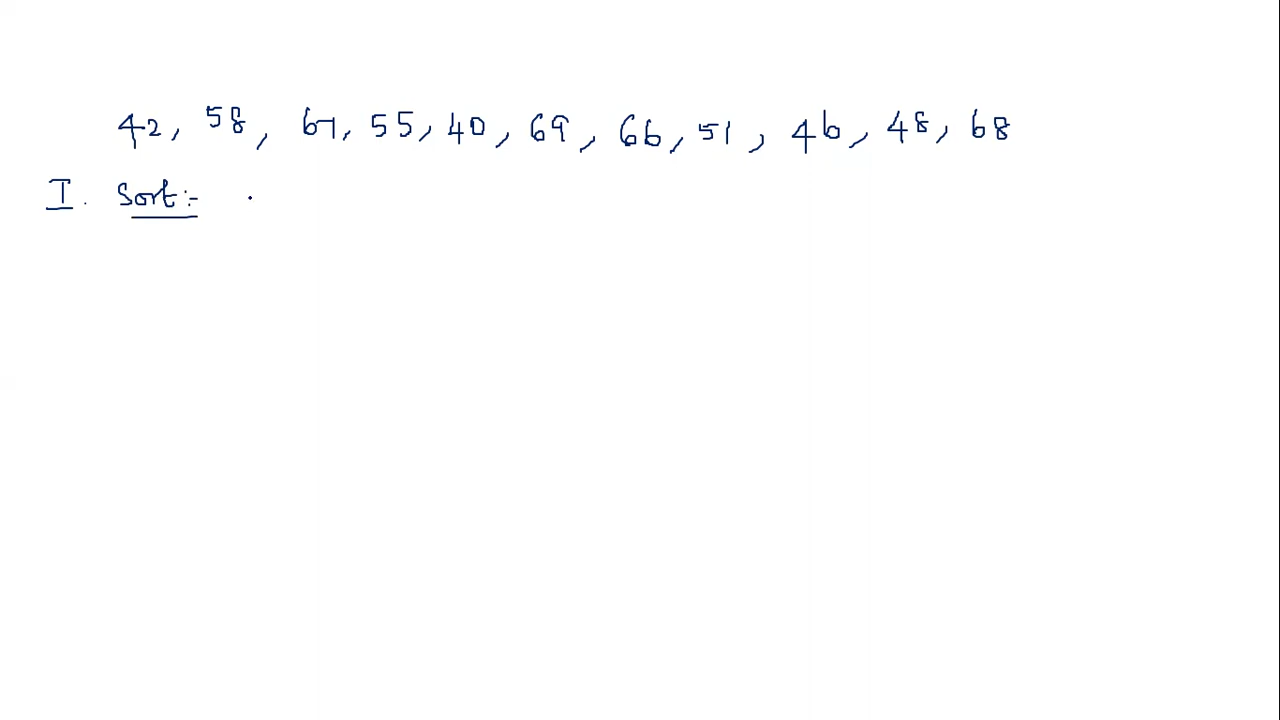 42, 58, 67, 55, 40, 69, 66, 51, 46, 48, 68
I. Sort:-